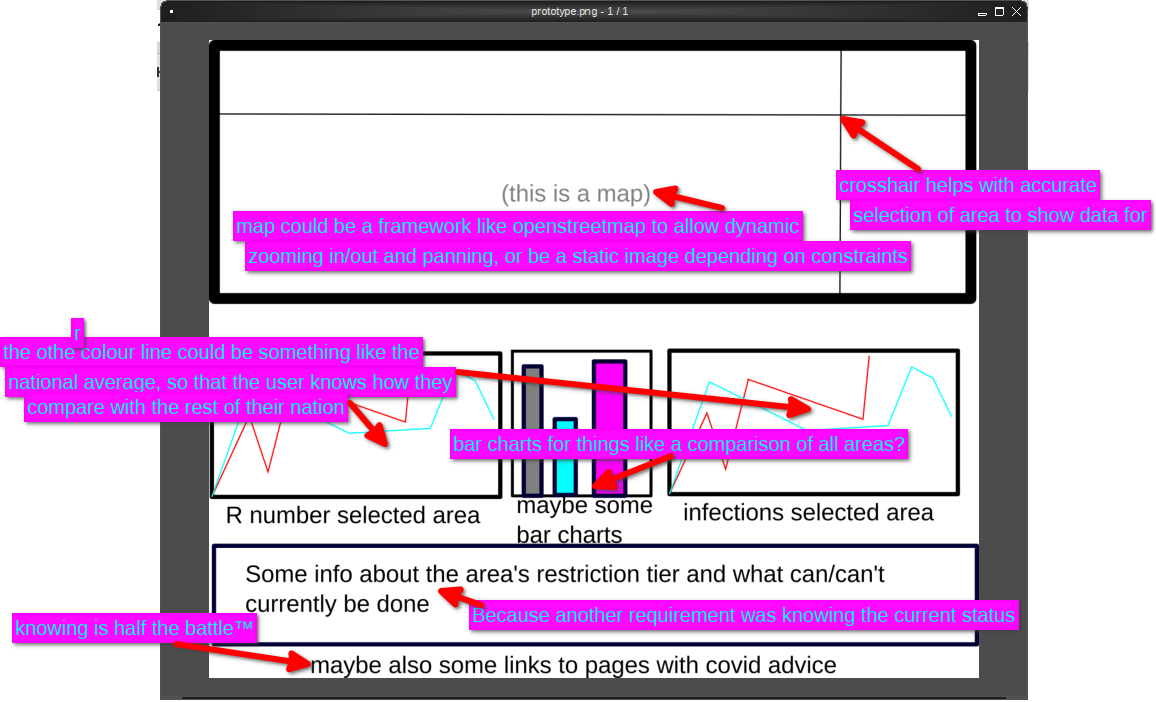 prototype.png - 1 / 1
crosshair helps with accurate
selection of area to show data for
(this is a map)
map could be a framework like openstreetmap to allow dynamic
zooming in/out and panning, or be a static image depending on constraints
r
the othe colour line could be something like the
national average, so that the user knows how they
compare with the rest of their nation
bar charts for things like a comparison of all areas?
R number selected area
maybe some
bar charts
infections selected area
Some info about the area's restriction tier and what can/can't
currently be done
Because another requirement was knowing the current status
knowing is half the battle™
maybe also some links to pages with covid advice